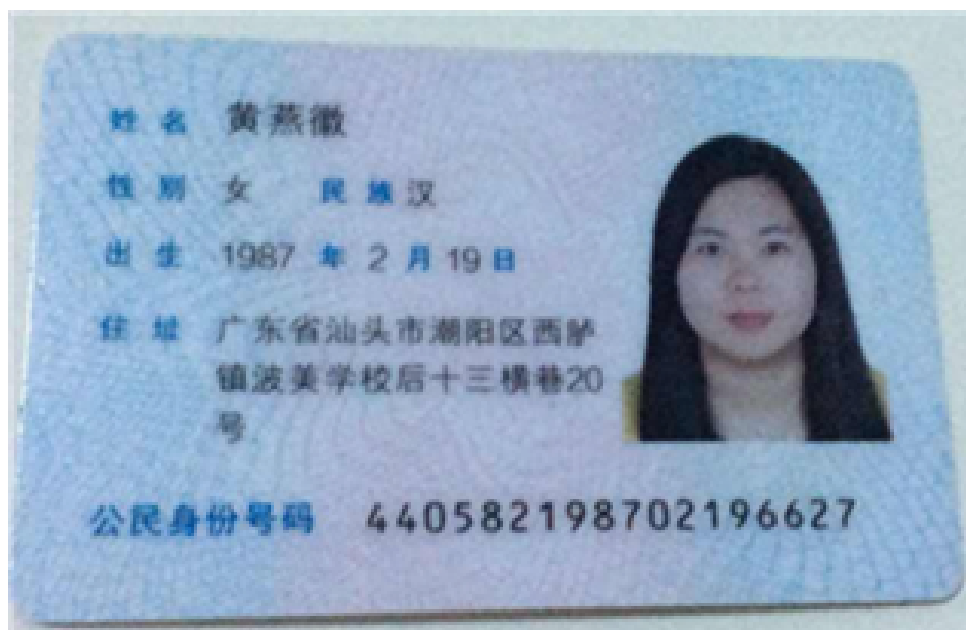 姓名 黄燕徽
性别 女 民族 汉
出生 1987 年 2 月 19 日
住址 广东省汕头市潮阳区西胪
镇波美学校后十三横巷20
号
公民身份号码 440582198702196627